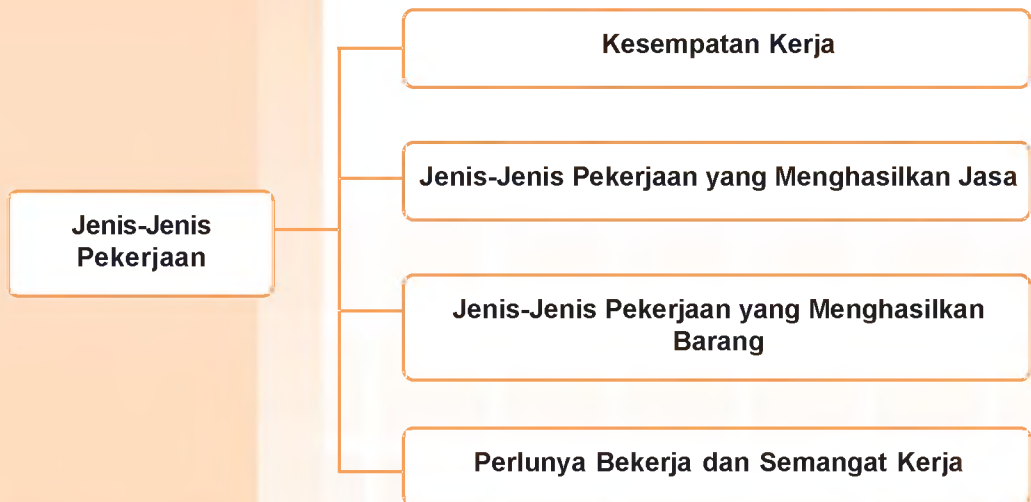 Kesempatan Kerja
Jenis-Jenis Pekerjaan yang Menghasilkan Jasa
Jenis-Jenis
Pekerjaan
Jenis-Jenis Pekerjaan yang Menghasilkan
Barang
Perlunya Bekerja dan Semangat Kerja